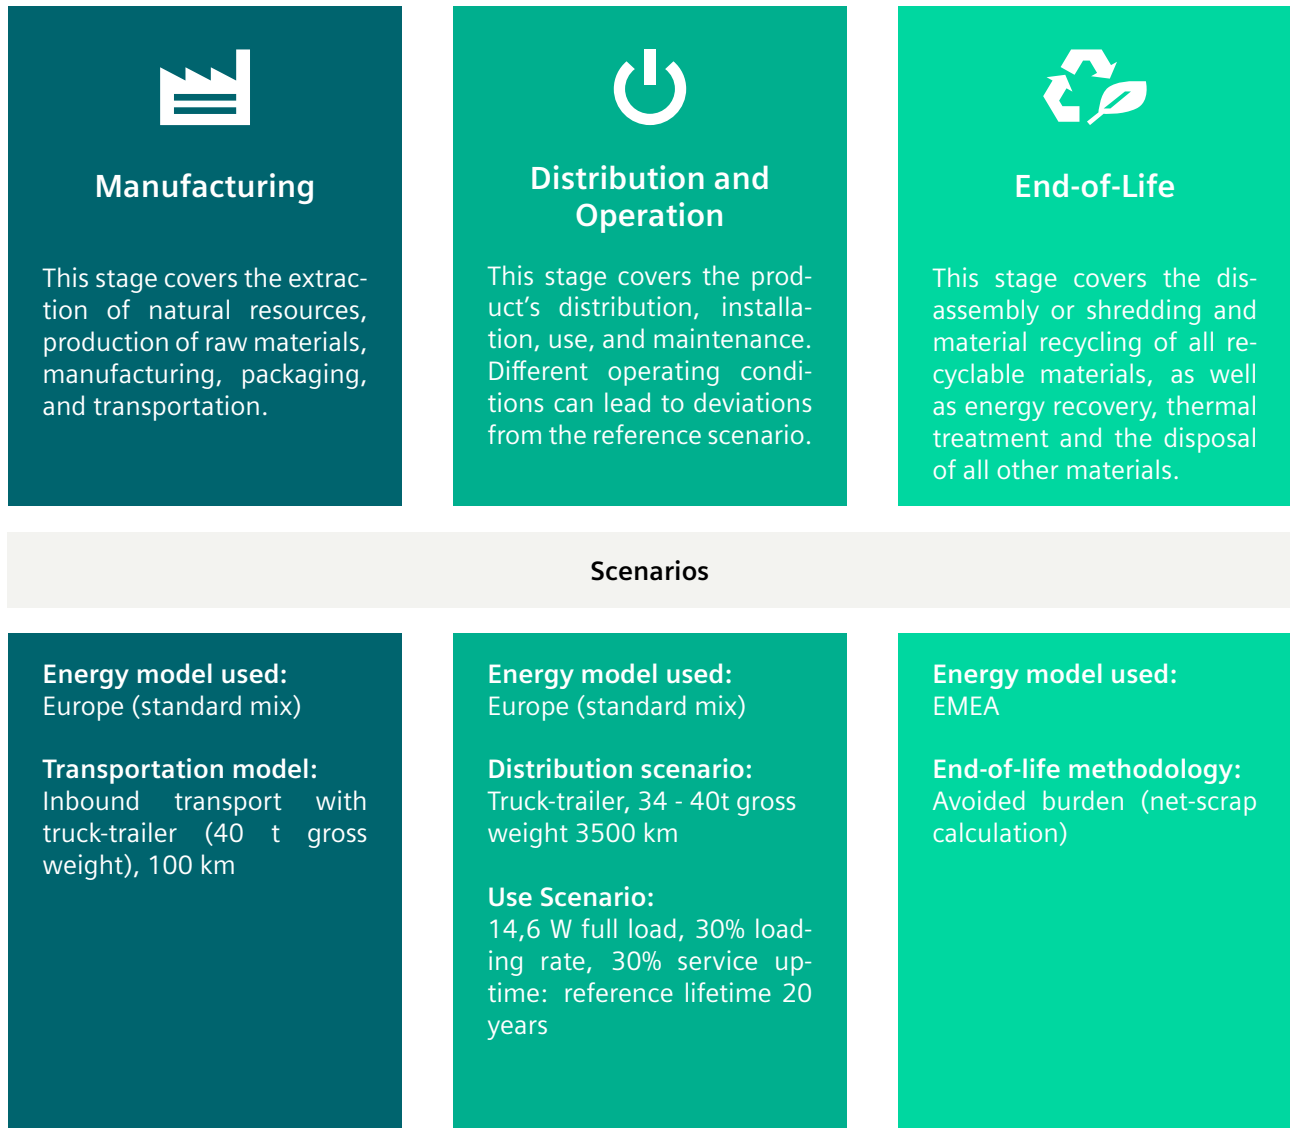 Manufacturing
This stage covers the extrac-
tion of natural resources,
production of raw materials,
manufacturing, packaging,
and transportation.
Distribution and
Operation
This stage covers the prod-
uct's distribution, installa-
tion, use, and maintenance.
Different operating condi-
tions can lead to deviations
from the reference scenario.
End-of-Life
This stage covers the dis-
assembly or shredding and
material recycling of all re-
cyclable materials, as well
as energy recovery, thermal
treatment and the disposal
of all other materials.
Scenarios
Energy model used:
Europe (standard mix)
Transportation model:
Inbound transport with
truck-trailer (40 t gross
weight), 100 km
Energy model used:
Europe (standard mix)
Distribution scenario:
Truck-trailer, 34 - 40t gross
weight 3500 km
Use Scenario:
14,6 W full load, 30% load-
ing rate, 30% service up-
time: reference lifetime 20
years
Energy model used:
EMEA
End-of-life methodology:
Avoided burden (net-scrap
calculation)